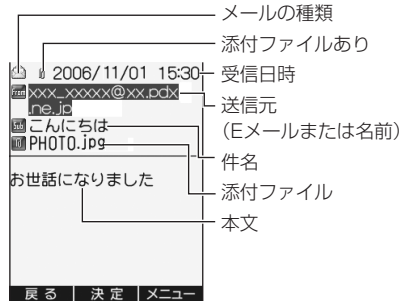 メールの種類
添付ファイルあり
2006/11/01 15:30
受信日時
From xxx_xxxxx@xx.pdx
.ne.jp
送信元
(Eメールまたは名前)
Sub こんにちは
件名
PHOTO.jpg
添付ファイル
お世話になりました
本文
戻る 決定 メニュー